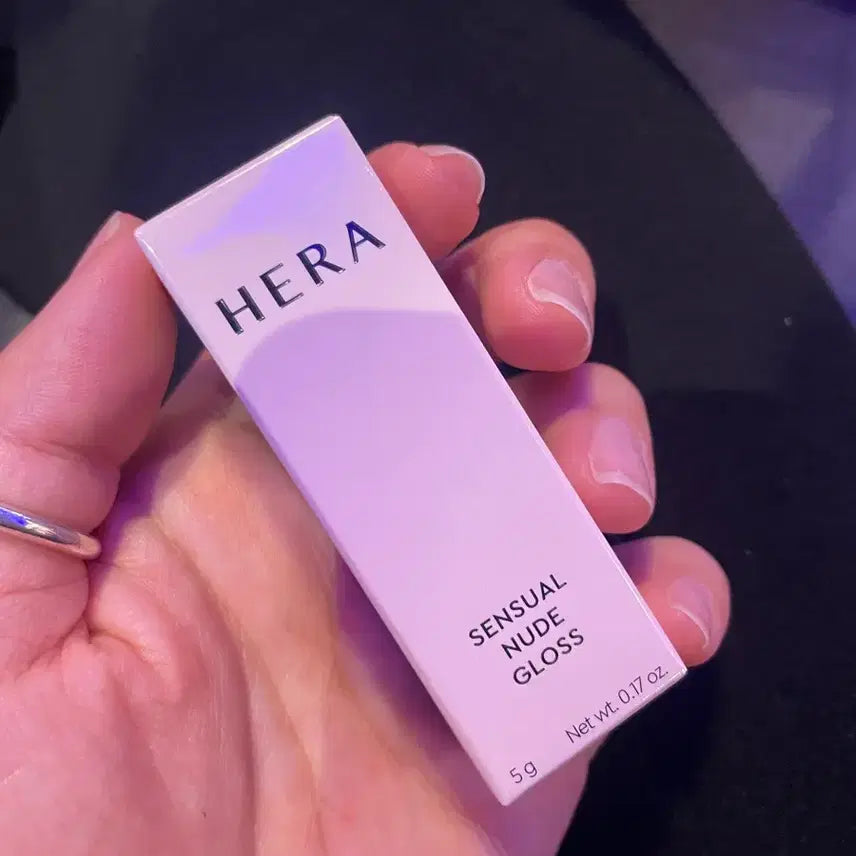 HERA
SENSUAL
NUDE
GLOSS
5 g
Net wt. 0.17 oz.